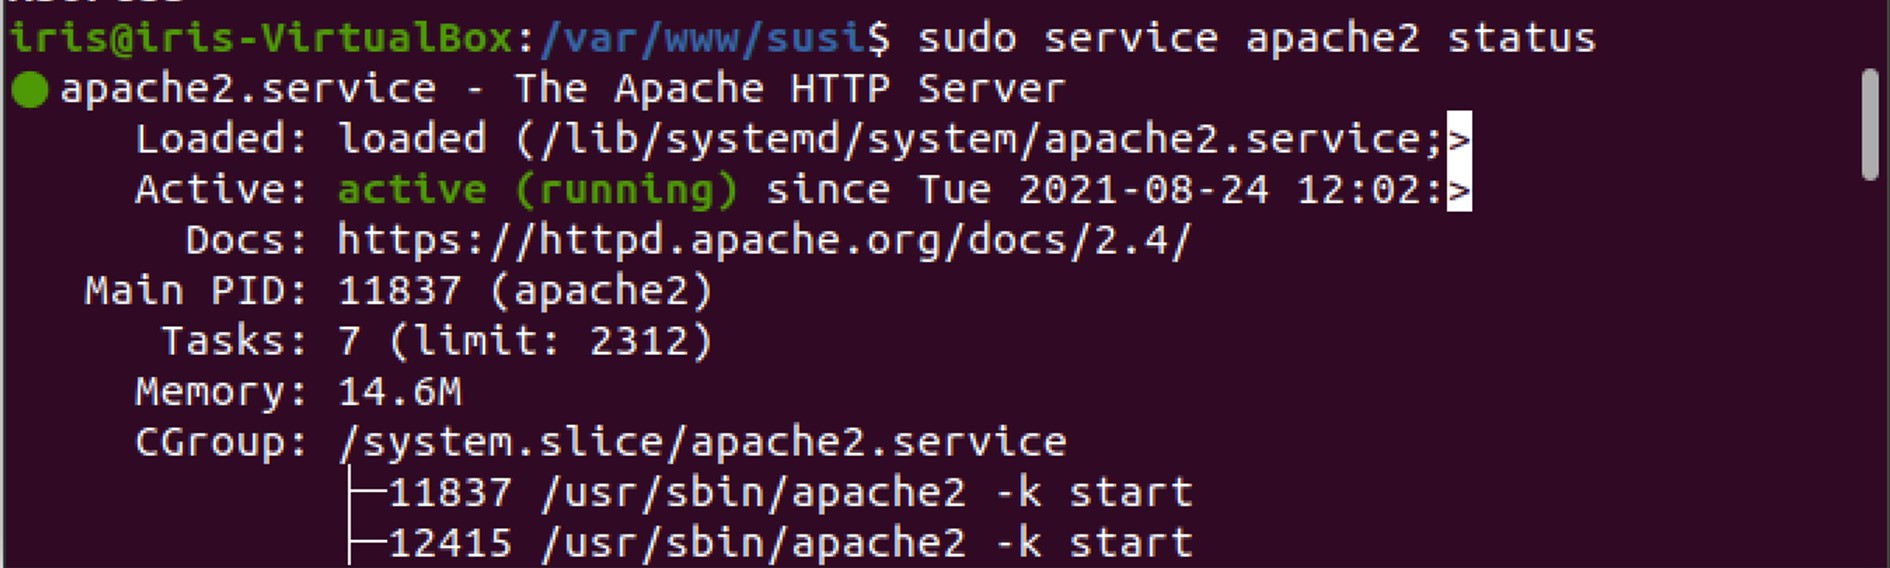 iris@iris-VirtualBox:/var/www/susi$ sudo service apache2 status
● apache2.service - The Apache HTTP Server
Loaded: loaded (/lib/systemd/system/apache2.service;>
Active: active (running) since Tue 2021-08-24 12:02:>
Docs: https://httpd.apache.org/docs/2.4/
Main PID: 11837 (apache2)
Tasks: 7 (limit: 2312)
Memory: 14.6M
CGroup: /system.slice/apache2.service
├─11837 /usr/sbin/apache2 -k start
├─12415 /usr/sbin/apache2 -k start